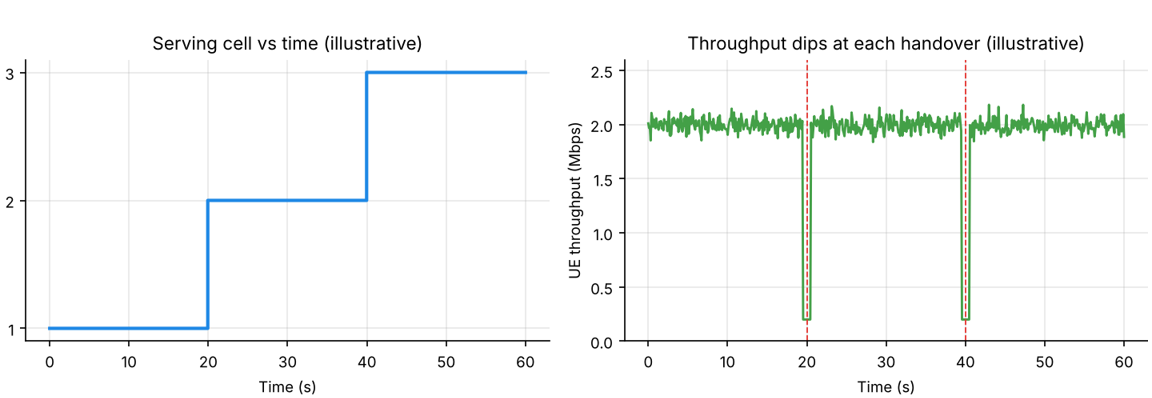 Serving cell vs time (illustrative)
3
2
1
0 10 20 30 40 50 60
Time (s)
Throughput dips at each handover (illustrative)
UE throughput (Mbps)
2.5
2.0
1.5
1.0
0.5
0.0
0 10 20 30 40 50 60
Time (s)